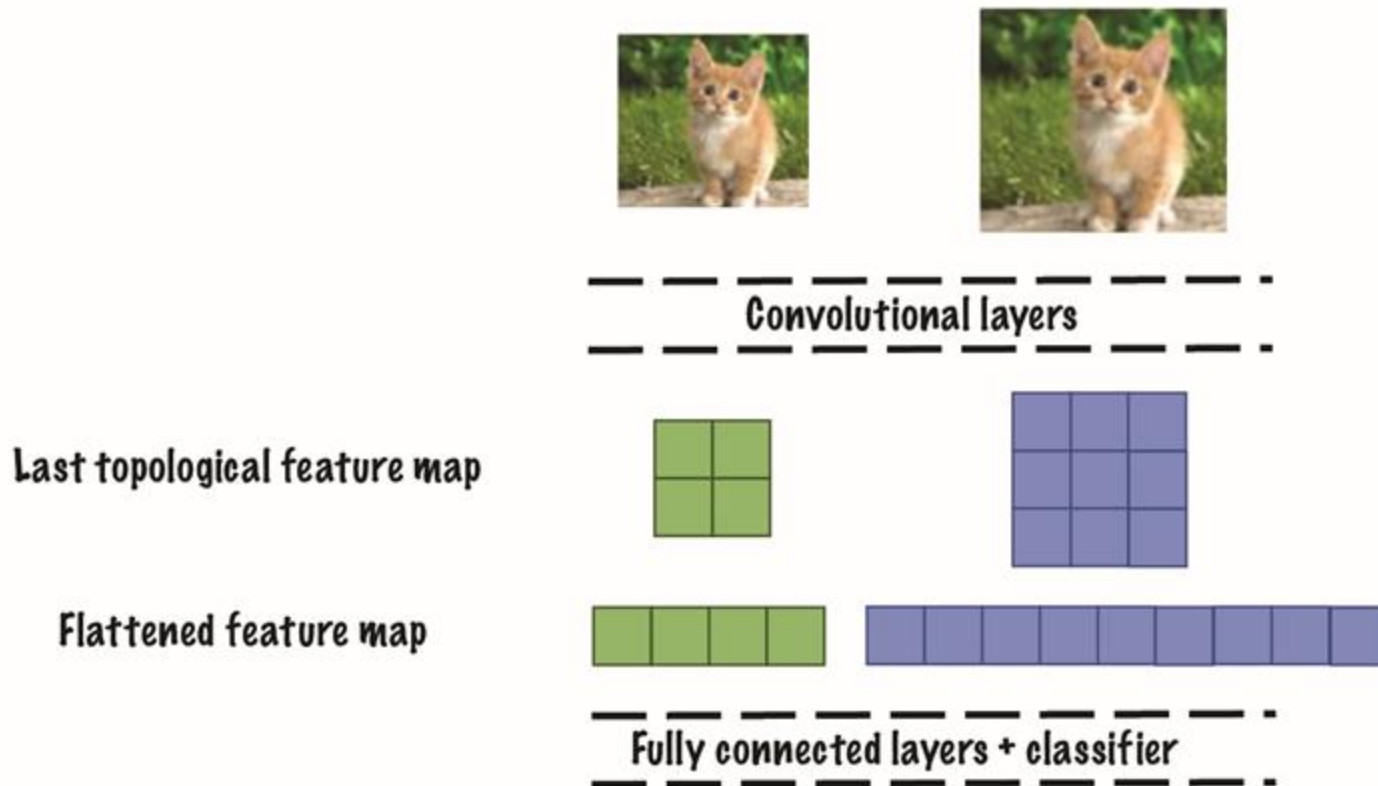 Convolutional layers
Last topological feature map
Flattened feature map
Fully connected layers + classifier